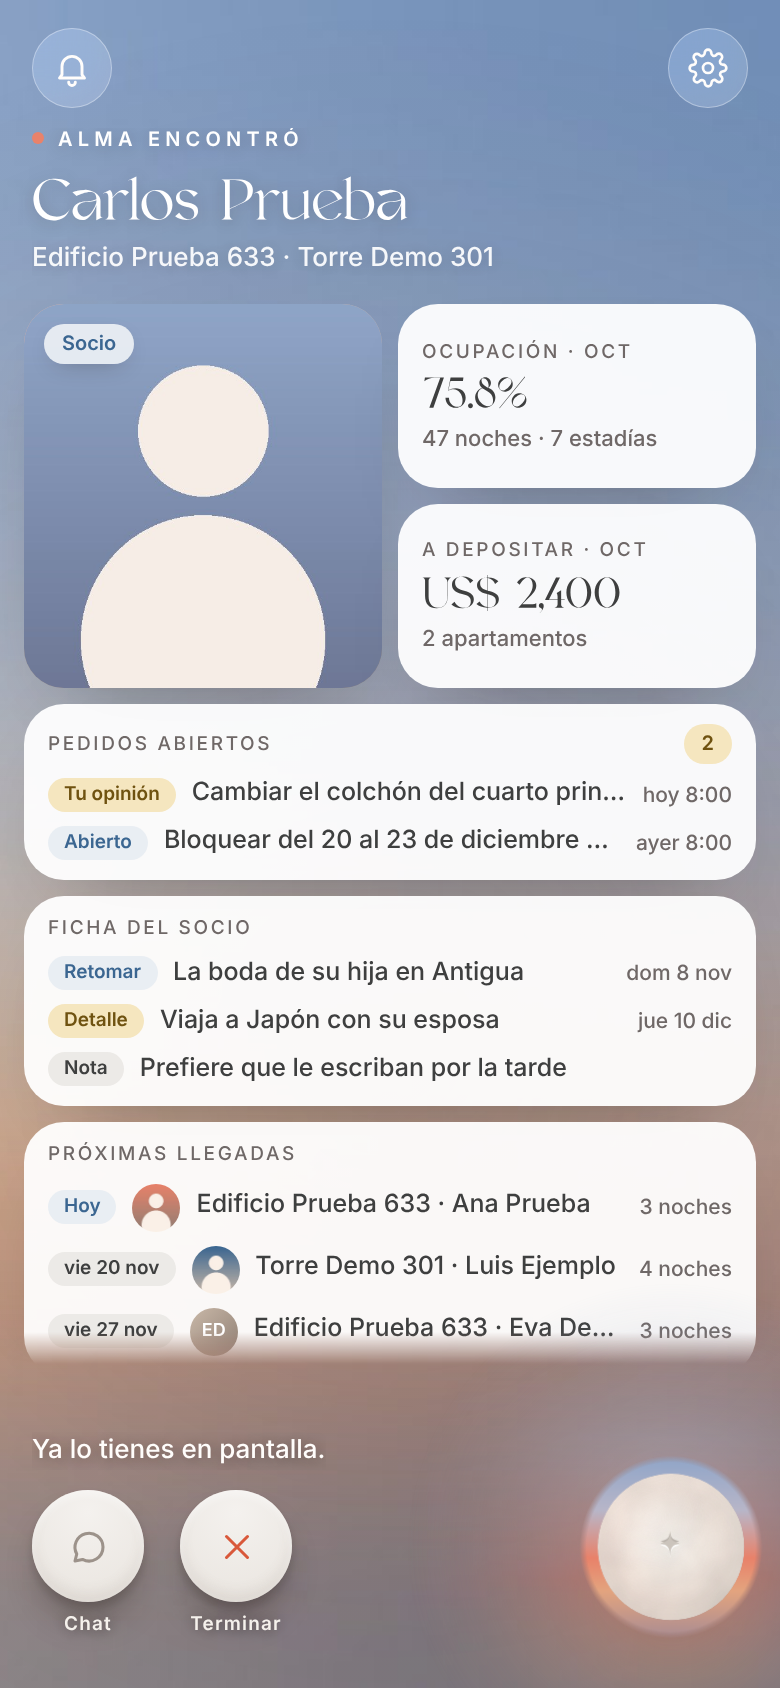 ALMA ENCONTRÓ
Carlos Prueba
Edificio Prueba 633 · Torre Demo 301
Socio
OCUPACIÓN · OCT
75.8%
47 noches · 7 estadías
A DEPOSITAR · OCT
US$ 2,400
2 apartamentos
PEDIDOS ABIERTOS 2
Tu opinión Cambiar el colchón del cuarto prin... hoy 8:00
Abierto Bloquear del 20 al 23 de diciembre ... ayer 8:00
FICHA DEL SOCIO
Retomar La boda de su hija en Antigua dom 8 nov
Detalle Viaja a Japón con su esposa jue 10 dic
Nota Prefiere que le escriban por la tarde
PRÓXIMAS LLEGADAS
Hoy Edificio Prueba 633 · Ana Prueba 3 noches
vie 20 nov Torre Demo 301 · Luis Ejemplo 4 noches
vie 27 nov ED Edificio Prueba 633 · Eva De... 3 noches
Ya lo tienes en pantalla.
Chat Terminar